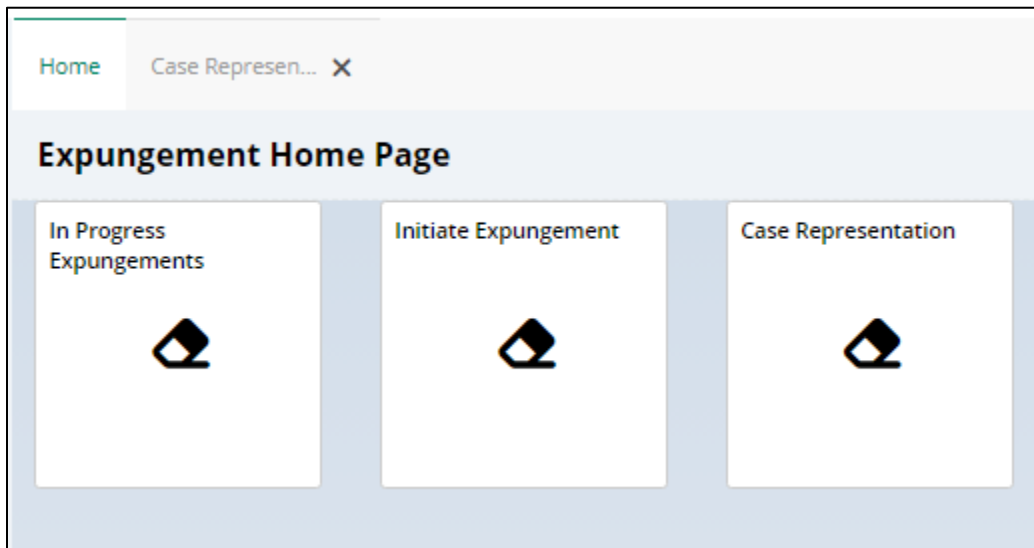 Home Case Represen...
Expungement Home Page
In Progress
Expungements
Initiate Expungement
Case Representation